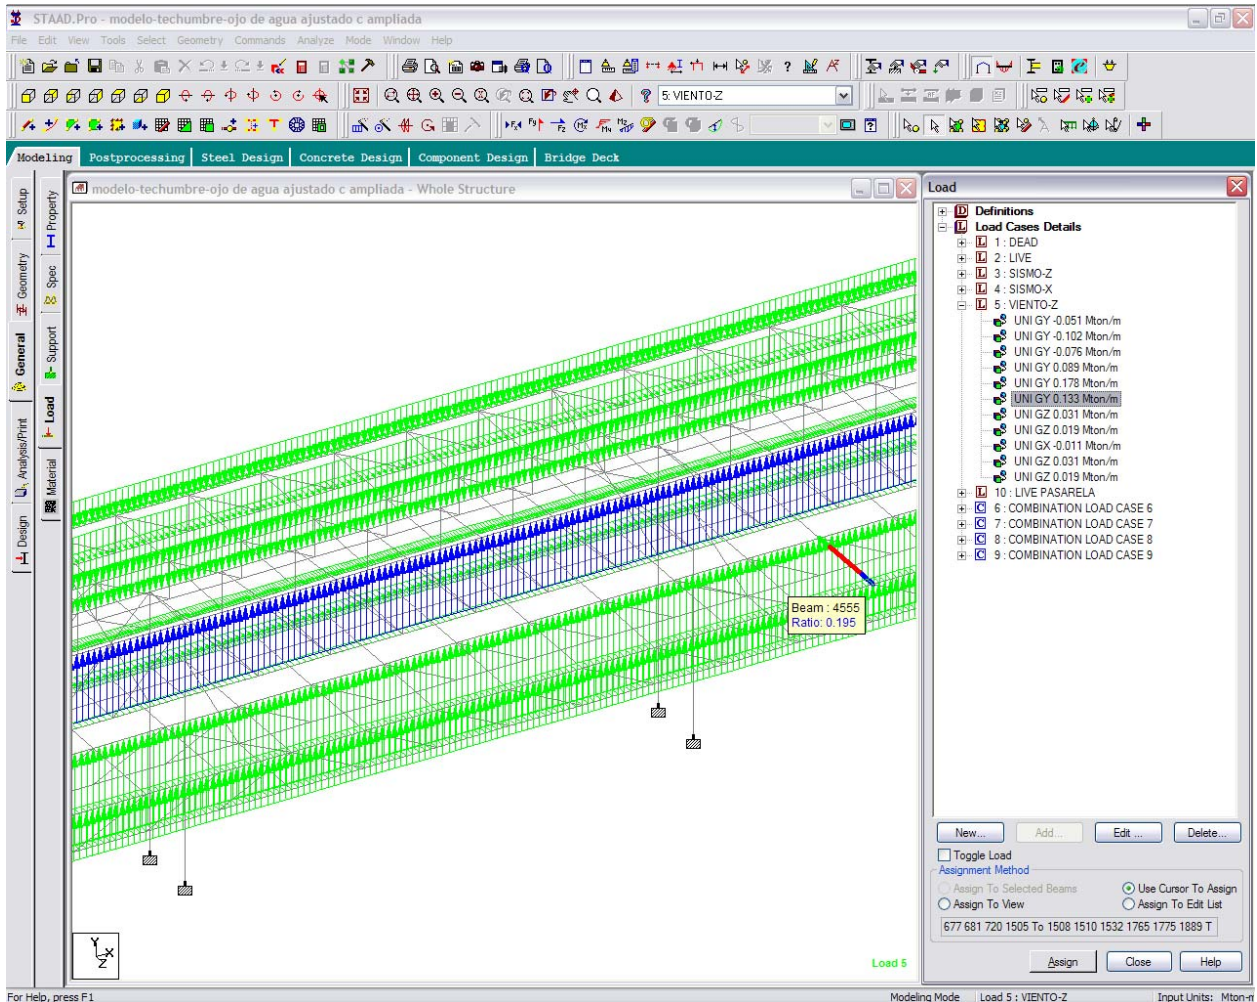 STAAD.Pro - modelo-techumbre-ojo de agua ajustado c ampliada
File Edit View Tools Select Geometry Commands Analyze Mode Window Help
5: VIENTO-Z
Modeling Postprocessing Steel Design Concrete Design Component Design Bridge Deck
Setup
Geometry
General
Analysis/Print
Design
Property
Spec
Support
Load
Material
modelo-techumbre-ojo de agua ajustado c ampliada - Whole Structure
Beam : 4555
Ratio: 0.195
Y
X
Z
Load 5
Load
Definitions
Load Cases Details
1 : DEAD
2 : LIVE
3 : SISMO-Z
4 : SISMO-X
5 : VIENTO-Z
UNI GY -0.051 Mton/m
UNI GY -0.102 Mton/m
UNI GY -0.076 Mton/m
UNI GY 0.089 Mton/m
UNI GY 0.178 Mton/m
UNI GY 0.133 Mton/m
UNI GZ 0.031 Mton/m
UNI GZ 0.019 Mton/m
UNI GX -0.011 Mton/m
UNI GZ 0.031 Mton/m
UNI GZ 0.019 Mton/m
10 : LIVE PASARELA
6 : COMBINATION LOAD CASE 6
7 : COMBINATION LOAD CASE 7
8 : COMBINATION LOAD CASE 8
9 : COMBINATION LOAD CASE 9
New... Add... Edit ... Delete...
Toggle Load
Assignment Method
Assign To Selected Beams Use Cursor To Assign
Assign To View Assign To Edit List
677 681 720 1505 To 1508 1510 1532 1765 1775 1889 T
Assign Close Help
For Help, press F1 Modeling Mode Load 5 : VIENTO-Z Input Units: Mton-m